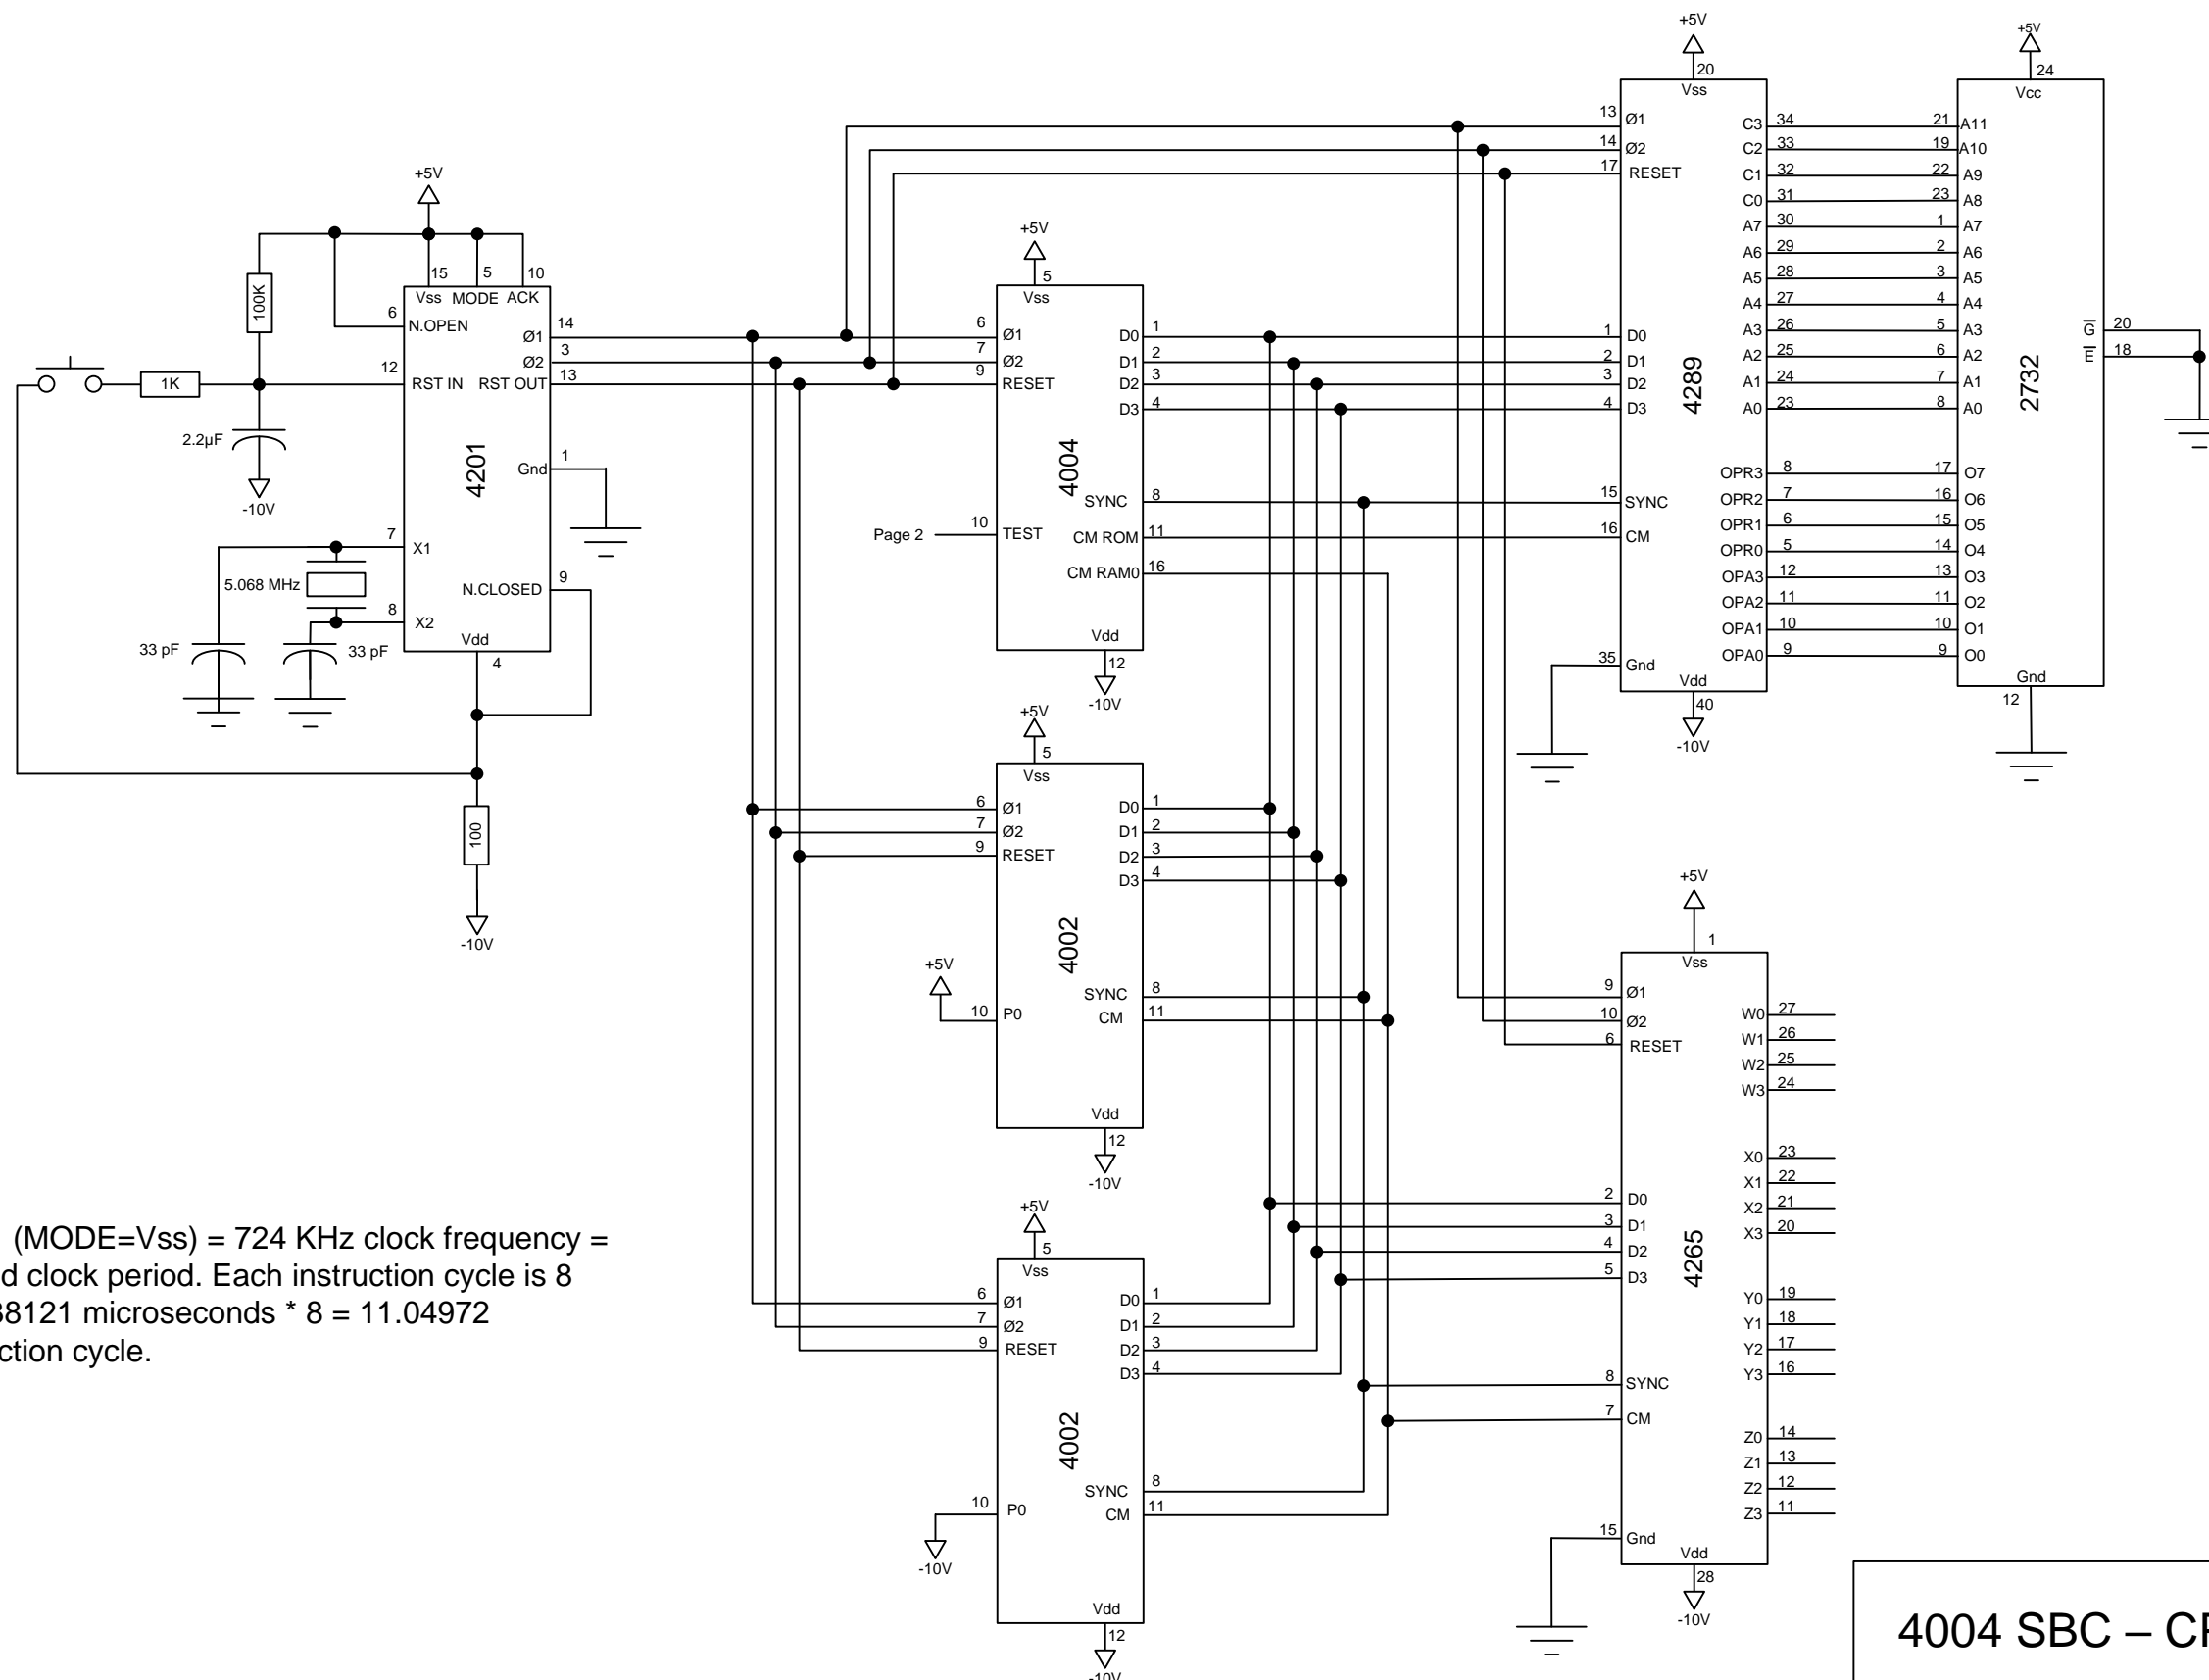 +5V
20
Vss
13
Ø1
14
Ø2
17
RESET
C3 34
C2 33
C1 32
C0 31
A7 30
A6 29
A5 28
A4 27
A3 26
A2 25
A1 24
A0 23
1 D0
2 D1
3 D2
4 D3
4289
15 SYNC
16 CM
OPR3 8
OPR2 7
OPR1 6
OPR0 5
OPA3 12
OPA2 11
OPA1 10
OPA0 9
35 Gnd
Vdd
40
-10V
+5V
24
Vcc
21 A11
19 A10
22 A9
23 A8
1 A7
2 A6
3 A5
4 A4
5 A3
6 A2
7 A1
8 A0
G 20
E 18
2732
17 O7
16 O6
15 O5
14 O4
13 O3
11 O2
10 O1
9 O0
Gnd
12
+5V
15 5 10
Vss MODE ACK
100K
6 N.OPEN
Ø1 14
Ø2 3
12 RST IN
RST OUT 13
1K
2.2µF
-10V
4201
Gnd 1
7 X1
5.068 MHz
8 X2
N.CLOSED 9
33 pF
33 pF
Vdd
4
100
-10V
+5V
5
Vss
6 Ø1
7 Ø2
9 RESET
D0 1
D1 2
D2 3
D3 4
4004
SYNC 8
Page 2
10 TEST
CM ROM 11
CM RAM0 16
Vdd
12
-10V
+5V
5
Vss
6 Ø1
7 Ø2
9 RESET
D0 1
D1 2
D2 3
D3 4
4002
+5V
10 P0
SYNC 8
CM 11
Vdd
12
-10V
+5V
5
Vss
6 Ø1
7 Ø2
9 RESET
D0 1
D1 2
D2 3
D3 4
4002
10 P0
-10V
SYNC 8
CM 11
Vdd
12
-10V
+5V
1
Vss
9 Ø1
10 Ø2
6 RESET
W0 27
W1 26
W2 25
W3 24
X0 23
X1 22
X2 21
X3 20
2 D0
3 D1
4 D2
5 D3
4265
Y0 19
Y1 18
Y2 17
Y3 16
8 SYNC
7 CM
Z0 14
Z1 13
Z2 12
Z3 11
15 Gnd
Vdd
28
-10V
(MODE=Vss) = 724 KHz clock frequency =
d clock period. Each instruction cycle is 8
38121 microseconds * 8 = 11.04972
ction cycle.
4004 SBC – CP